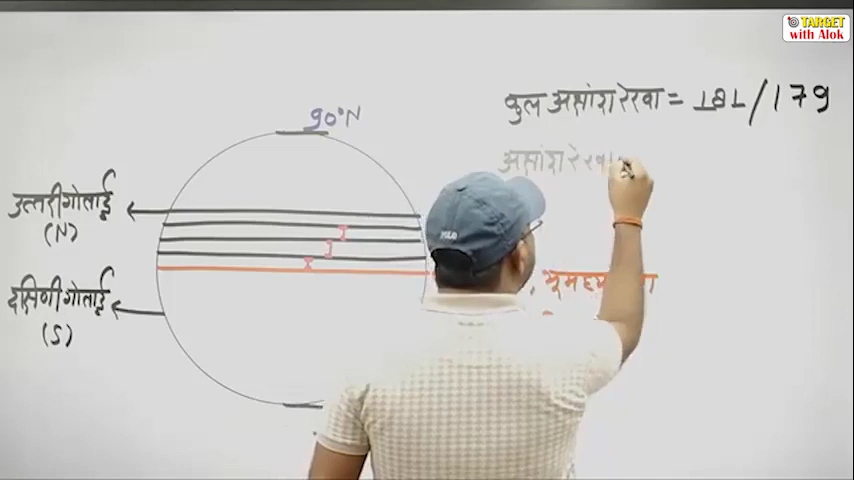 TARGET
with Alok
कुल अक्षांश रेखा = 181/179
90°N
अक्षांश रेखा
उत्तरी गोलार्द्ध
(N)
दक्षिणी गोलार्द्ध
(S)